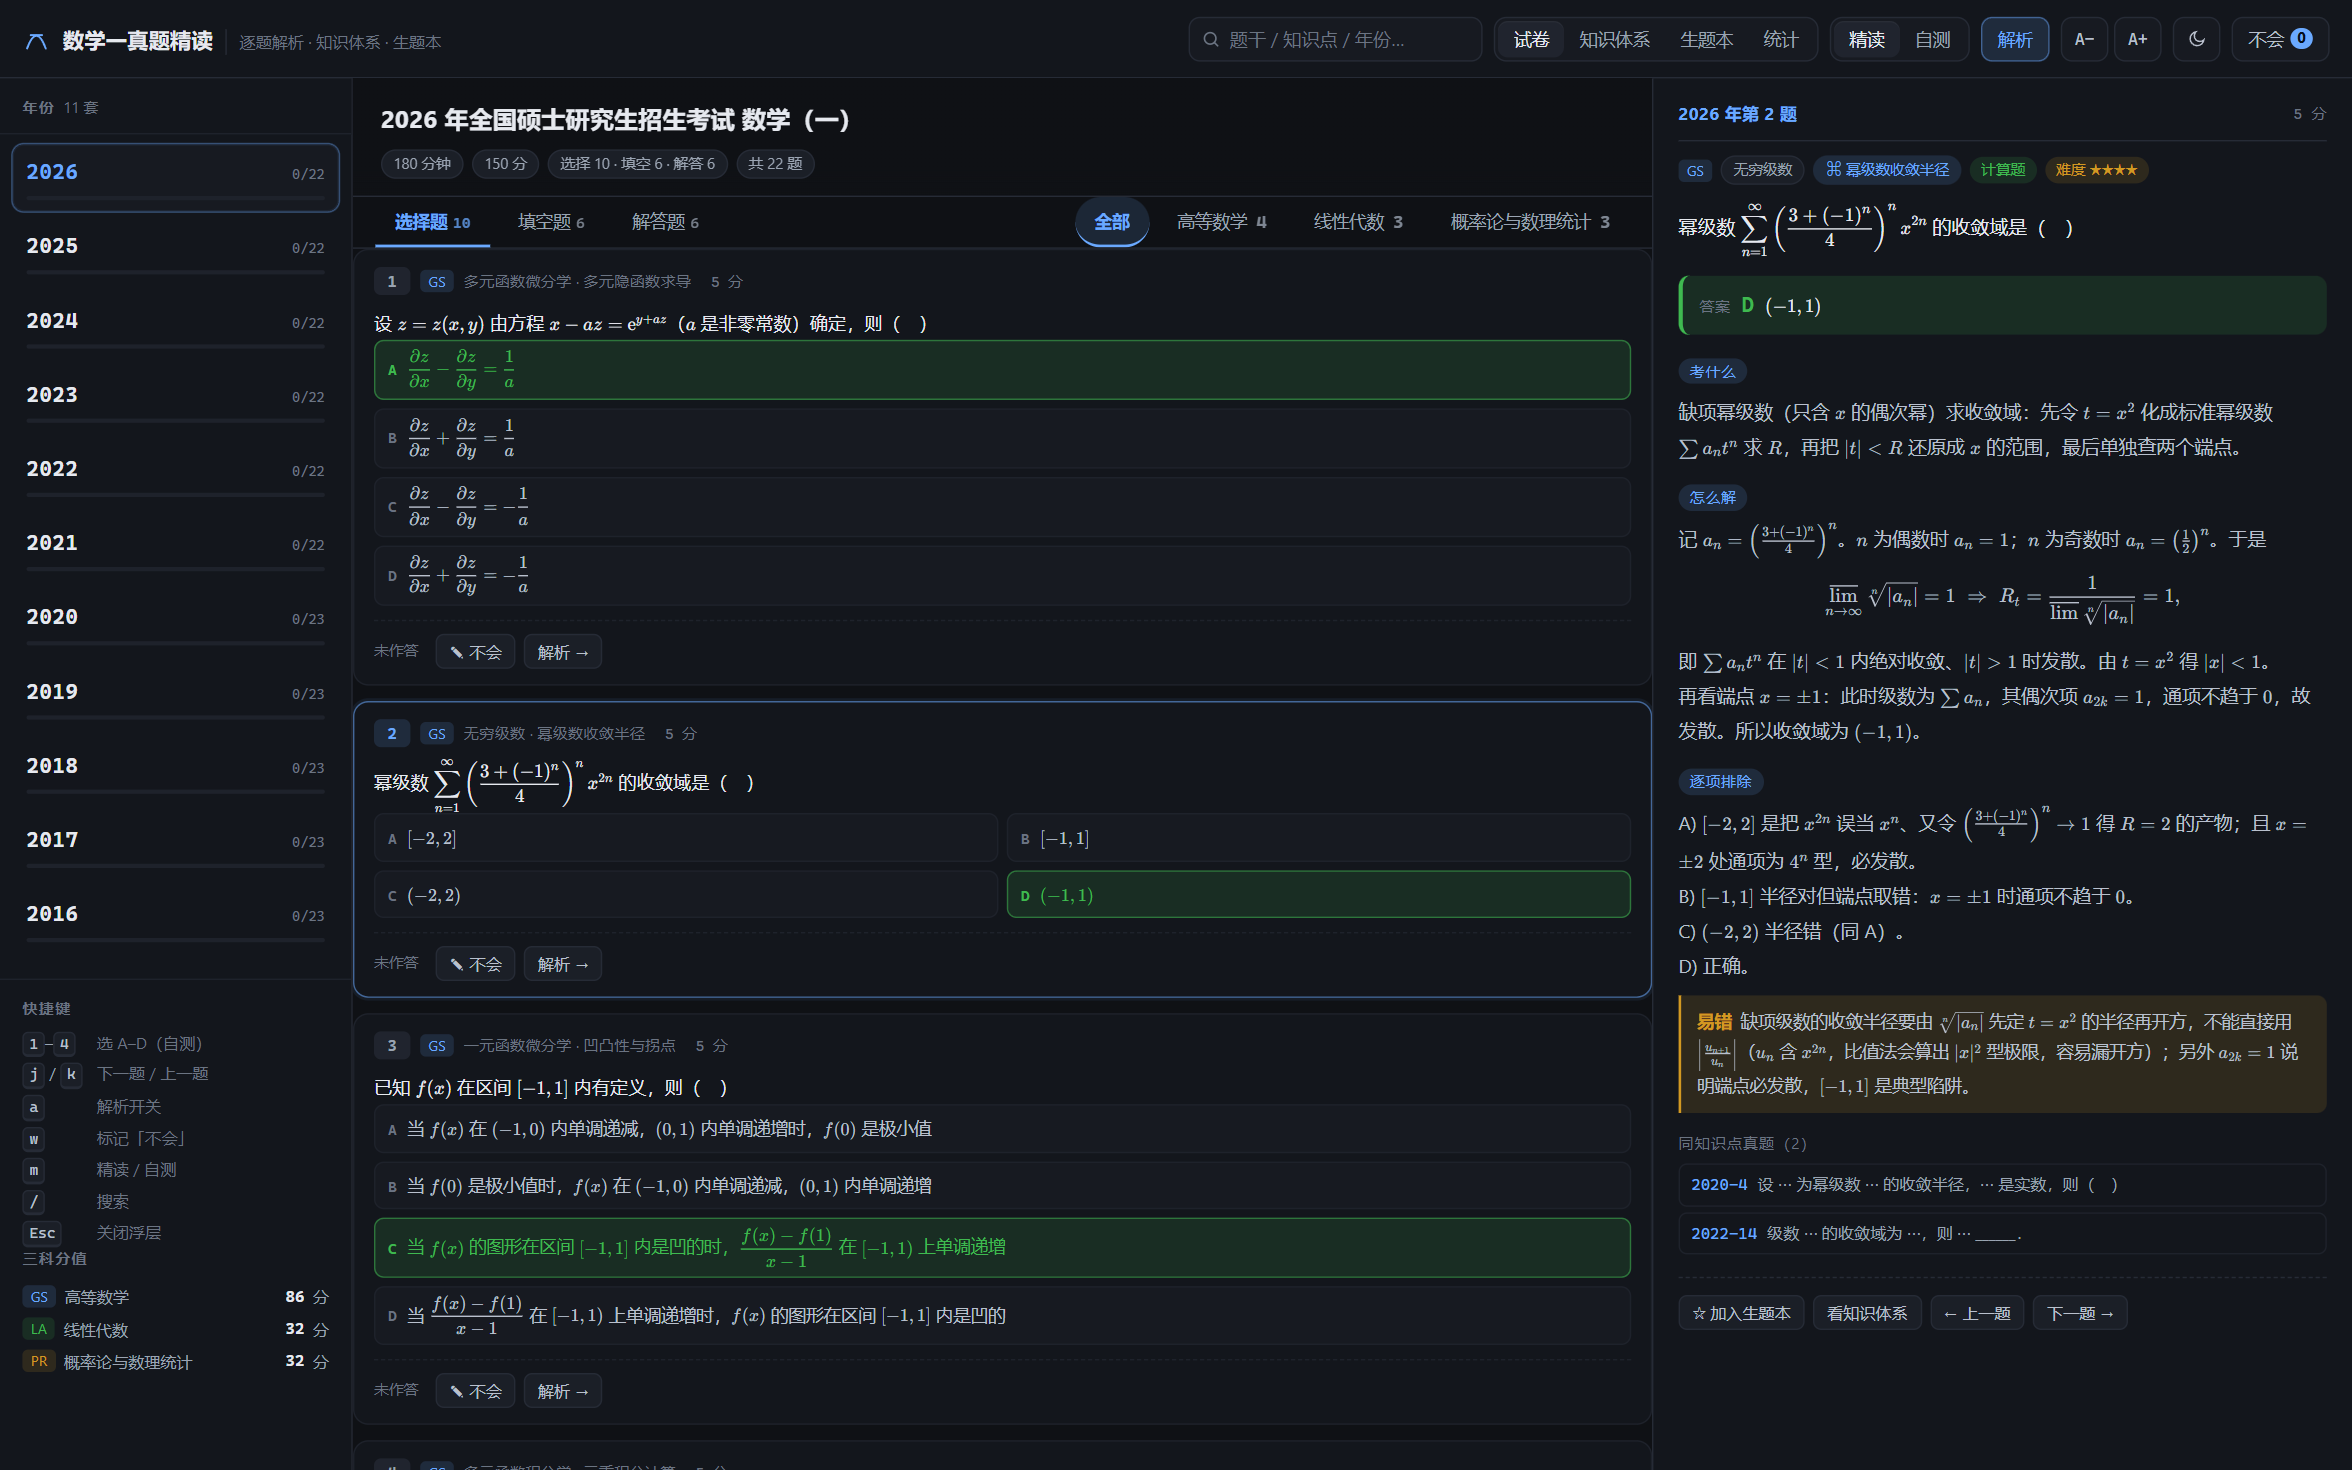 数学一真题精读 逐题解析 · 知识体系 · 生题本
题干 / 知识点 / 年份...
试卷 知识体系 生题本 统计
精读 自测
解析 A− A+ 不会 0
年份 11 套
2026 0/22
2025 0/22
2024 0/22
2023 0/22
2022 0/22
2021 0/22
2020 0/23
2019 0/23
2018 0/23
2017 0/23
2016 0/23
快捷键
1–4 选 A–D（自测）
j / k 下一题 / 上一题
a 解析开关
w 标记「不会」
m 精读 / 自测
/ 搜索
Esc 关闭浮层
三科分值
GS 高等数学 86 分
LA 线性代数 32 分
PR 概率论与数理统计 32 分
2026 年全国硕士研究生招生考试 数学（一）
180 分钟 150 分 选择 10 · 填空 6 · 解答 6 共 22 题
选择题 10 填空题 6 解答题 6
全部 高等数学 4 线性代数 3 概率论与数理统计 3
1 GS 多元函数微分学 · 多元隐函数求导 5 分
设 z = z(x, y) 由方程 x − az = e^{y+az}（a 是非零常数）确定，则（ ）
A ∂z/∂x − ∂z/∂y = 1/a
B ∂z/∂x + ∂z/∂y = 1/a
C ∂z/∂x − ∂z/∂y = −1/a
D ∂z/∂x + ∂z/∂y = −1/a
未作答 ✎ 不会 解析 →
2 GS 无穷级数 · 幂级数收敛半径 5 分
幂级数 ∑_{n=1}^{∞} ((3 + (−1)^n)/4)^n x^{2n} 的收敛域是（ ）
A [−2, 2]
B [−1, 1]
C (−2, 2)
D (−1, 1)
未作答 ✎ 不会 解析 →
3 GS 一元函数微分学 · 凹凸性与拐点 5 分
已知 f(x) 在区间 [−1, 1] 内有定义，则（ ）
A 当 f(x) 在 (−1, 0) 内单调递减，(0, 1) 内单调递增时，f(0) 是极小值
B 当 f(0) 是极小值时，f(x) 在 (−1, 0) 内单调递减，(0, 1) 内单调递增
C 当 f(x) 的图形在区间 [−1, 1] 内是凹的时，(f(x) − f(1))/(x − 1) 在 [−1, 1) 上单调递增
D 当 (f(x) − f(1))/(x − 1) 在 [−1, 1) 上单调递增时，f(x) 的图形在区间 [−1, 1] 内是凹的
未作答 ✎ 不会 解析 →
2026 年第 2 题 5 分
GS 无穷级数 ⌘ 幂级数收敛半径 计算题 难度 ★★★★
幂级数 ∑_{n=1}^{∞} ((3 + (−1)^n)/4)^n x^{2n} 的收敛域是（ ）
答案 D (−1, 1)
考什么
缺项幂级数（只含 x 的偶次幂）求收敛域：先令 t = x² 化成标准幂级数
∑ aₙtⁿ 求 R，再把 |t| < R 还原成 x 的范围，最后单独查两个端点。
怎么解
记 aₙ = ((3+(−1)^n)/4)^n。n 为偶数时 aₙ = 1；n 为奇数时 aₙ = (1/2)^n。于是
\overline{lim}_{n→∞} ⁿ√|aₙ| = 1 ⇒ R_t = 1/(\overline{lim} ⁿ√|aₙ|) = 1,
即 ∑ aₙtⁿ 在 |t| < 1 内绝对收敛、|t| > 1 时发散。由 t = x² 得 |x| < 1。
再看端点 x = ±1：此时级数为 ∑ aₙ，其偶次项 a_{2k} = 1，通项不趋于 0，故
发散。所以收敛域为 (−1, 1)。
逐项排除
A) [−2, 2] 是把 x^{2n} 误当 xⁿ、又令 ((3+(−1)^n)/4)^n → 1 得 R = 2 的产物；且 x =
±2 处通项为 4ⁿ 型，必发散。
B) [−1, 1] 半径对但端点取错：x = ±1 时通项不趋于 0。
C) (−2, 2) 半径错（同 A）。
D) 正确。
易错 缺项级数的收敛半径要由 ⁿ√|aₙ| 先定 t = x² 的半径再开方，不能直接用
|u_{n+1}/u_n|（uₙ 含 x^{2n}，比值法会算出 |x|² 型极限，容易漏开方）；另外 a_{2k} = 1 说
明端点必发散，[−1, 1] 是典型陷阱。
同知识点真题（2）
2020-4 设 ··· 为幂级数 ··· 的收敛半径，··· 是实数，则（ ）
2022-14 级数 ··· 的收敛域为 ···，则 ··· _____.
☆ 加入生题本 看知识体系 ← 上一题 下一题 →